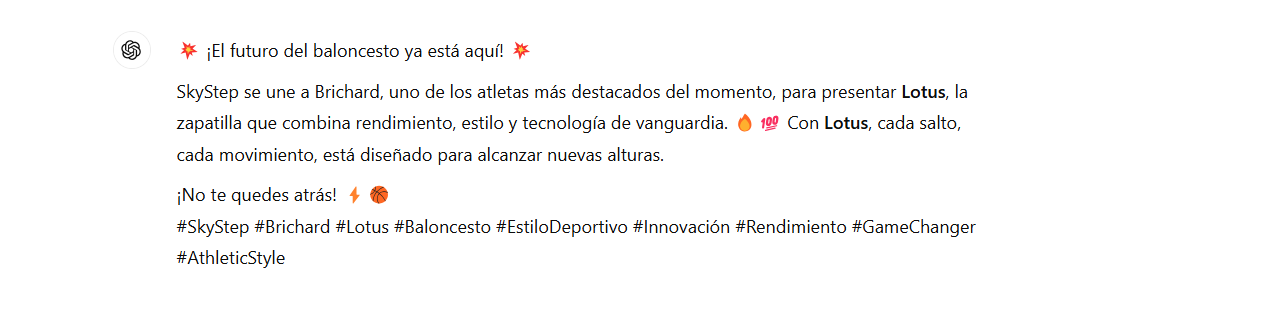 💥 ¡El futuro del baloncesto ya está aquí! 💥
SkyStep se une a Brichard, uno de los atletas más destacados del momento, para presentar Lotus, la
zapatilla que combina rendimiento, estilo y tecnología de vanguardia. 🔥 💯 Con Lotus, cada salto,
cada movimiento, está diseñado para alcanzar nuevas alturas.
¡No te quedes atrás! ⚡ 🏀
#SkyStep #Brichard #Lotus #Baloncesto #EstiloDeportivo #Innovación #Rendimiento #GameChanger
#AthleticStyle